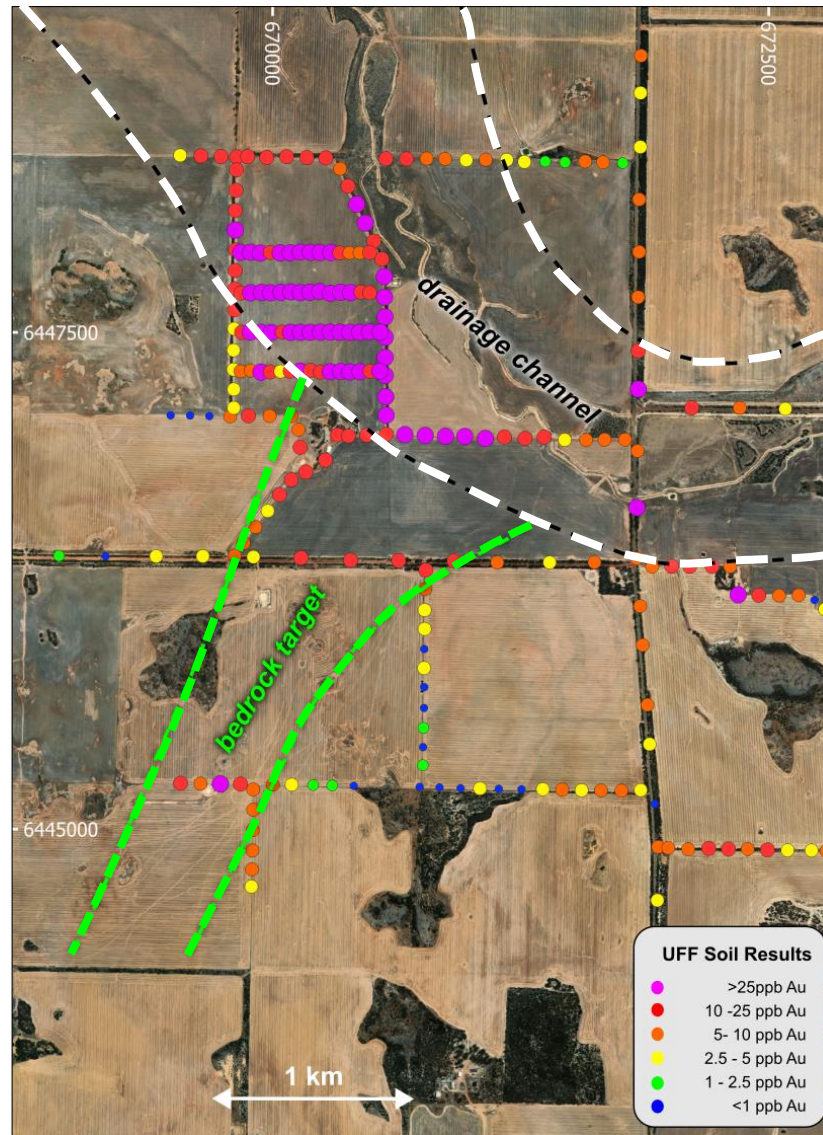 670000
672500
drainage channel
6447500
bedrock target
6445000
UFF Soil Results
>25ppb Au
10 -25 ppb Au
5- 10 ppb Au
2.5 - 5 ppb Au
1 - 2.5 ppb Au
<1 ppb Au
1 km